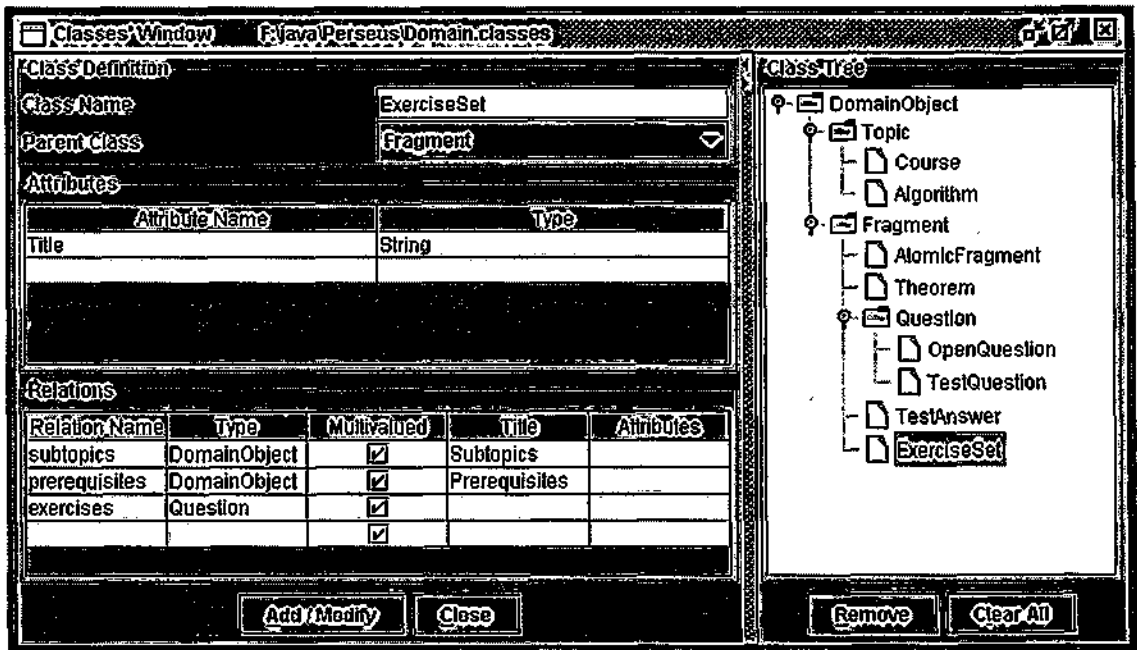 Classes Window F:\java\Perseus\Domain.classes
Class Definition
Class Name ExerciseSet
Parent Class Fragment
Attributes
Attribute Name Type
Title String
Relations
Relation Name Type Multivalued Title Attributes
subtopics DomainObject Subtopics
prerequisites DomainObject Prerequisites
exercises Question
Add / Modify Close
Class Tree
DomainObject
Topic
Course
Algorithm
Fragment
AtomicFragment
Theorem
Question
OpenQuestion
TestQuestion
TestAnswer
ExerciseSet
Remove Clear All